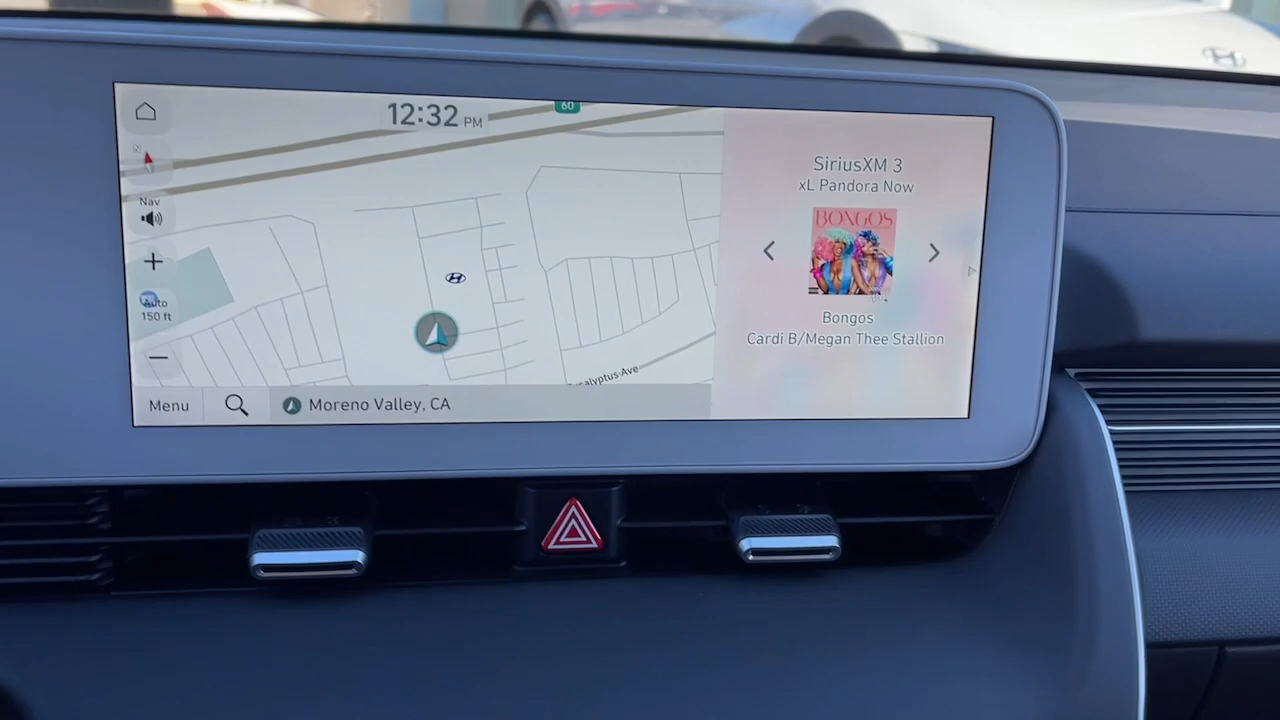 12:32 PM
60
N
Nav
Auto
150 ft
Menu
Moreno Valley, CA
calyptus Ave
SiriusXM 3
xL Pandora Now
BONGOS
Bongos
Cardi B/Megan Thee Stallion